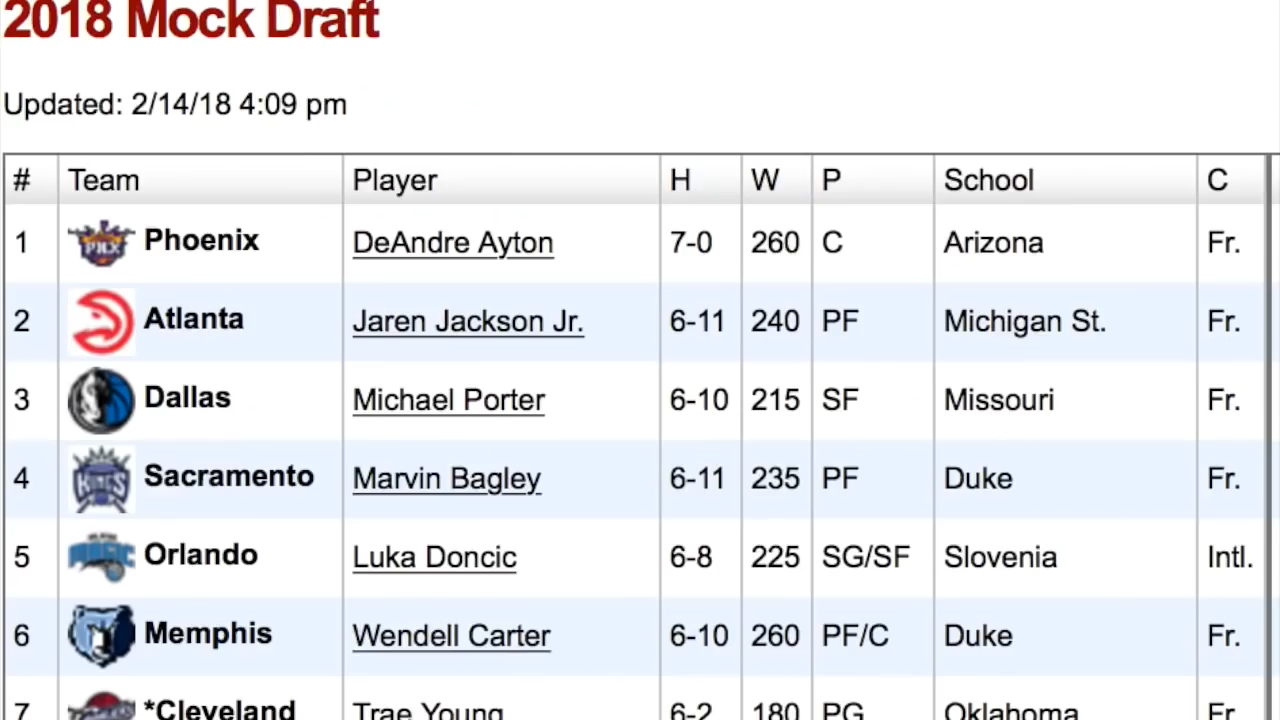 2018 Mock Draft
Updated: 2/14/18 4:09 pm
# Team Player H W P School C
1 PHX Phoenix DeAndre Ayton 7-0 260 C Arizona Fr.
2 Atlanta Jaren Jackson Jr. 6-11 240 PF Michigan St. Fr.
3 Dallas Michael Porter 6-10 215 SF Missouri Fr.
4 KINGS Sacramento Marvin Bagley 6-11 235 PF Duke Fr.
5 MAGIC Orlando Luka Doncic 6-8 225 SG/SF Slovenia Intl.
6 Memphis Wendell Carter 6-10 260 PF/C Duke Fr.
7 *Cleveland Trae Young 6-2 180 PG Oklahoma Fr.